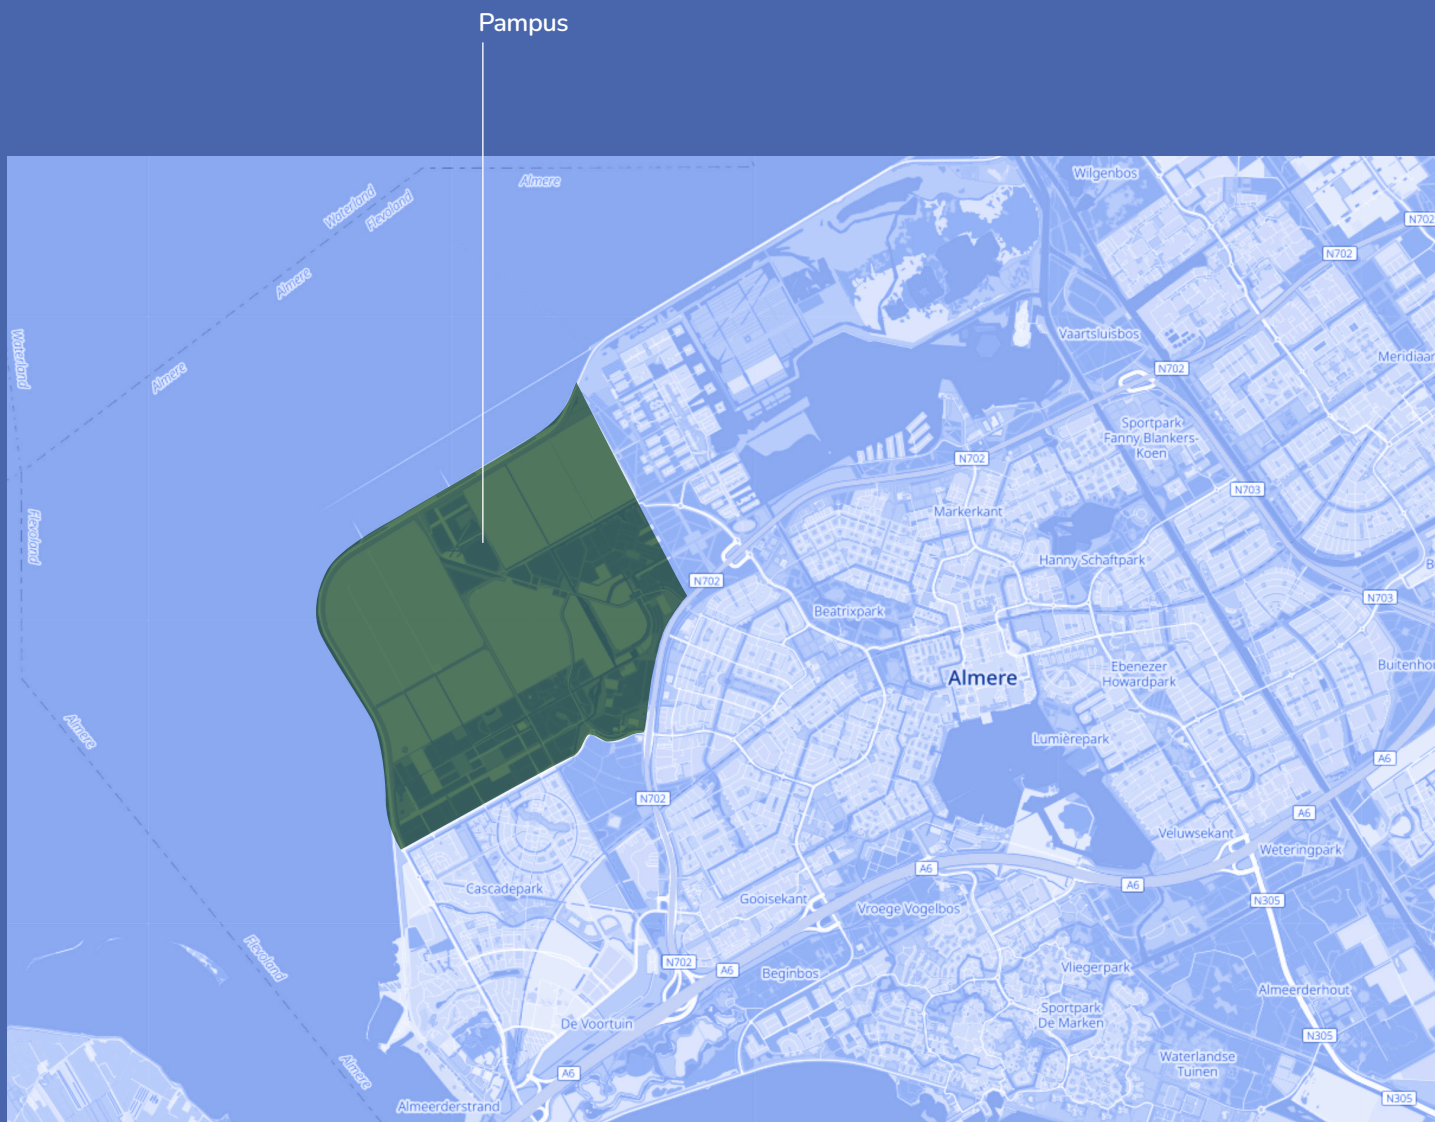 Pampus
Wilgenbos
Almere
Waterland
Flevoland
N702
N702
Almere
Vaartsluisbos
Waterland
Meridiaan
N702
Almere
Sportpark
Fanny Blankers-
Koen
N702
N703
Markerkant
Flevoland
Hanny Schaftpark
N702
N703
Beatrixpark
Ebenezer
Howardpark
Buitenhou
Almere
Almere
Lumièrepark
A6
N702
A6
Veluwsekant
Weteringpark
A6
Cascadepark
A6
Gooisekant
N305
Vroege Vogelbos
Flevoland
N702
A6
Beginbos
Vliegerpark
Almeerderhout
Sportpark
De Marken
De Voortuin
N305
Almere
Waterlandse
Tuinen
A6
N305
Almeerderstrand